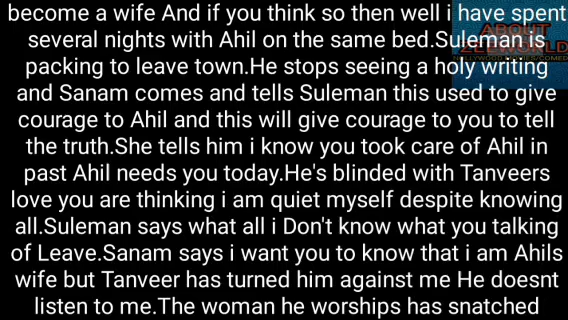 become a wife And if you think so then well i have spent
several nights with Ahil on the same bed.Suleman is
packing to leave town.He stops seeing a holy writing
and Sanam comes and tells Suleman this used to give
courage to Ahil and this will give courage to you to tell
the truth.She tells him i know you took care of Ahil in
past Ahil needs you today.He's blinded with Tanveers
love you are thinking i am quiet myself despite knowing
all.Suleman says what all i Don't know what you talking
of Leave.Sanam says i want you to know that i am Ahils
wife but Tanveer has turned him against me He doesnt
listen to me.The woman he worships has snatched
ABOUT